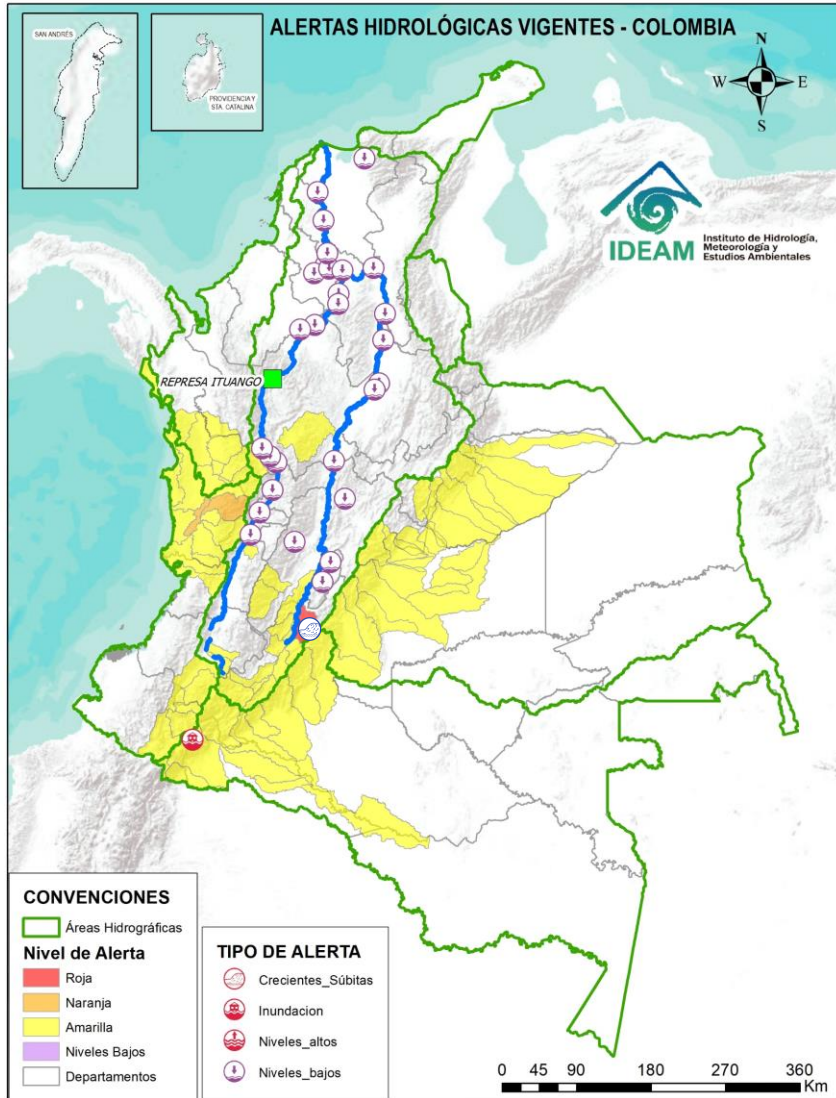 ALERTAS HIDROLÓGICAS VIGENTES - COLOMBIA
SAN ANDRÉS
PROVIDENCIA Y
STA. CATALINA
N
W
E
S
IDEAM
Instituto de Hidrología,
Meteorología y
Estudios Ambientales
REPRESA ITUANGO
CONVENCIONES
Áreas Hidrográficas
Nivel de Alerta
Roja
Naranja
Amarilla
Niveles Bajos
Departamentos
TIPO DE ALERTA
Crecientes_Súbitas
Inundacion
Niveles_altos
Niveles_bajos
0 45 90 180 270 360
Km